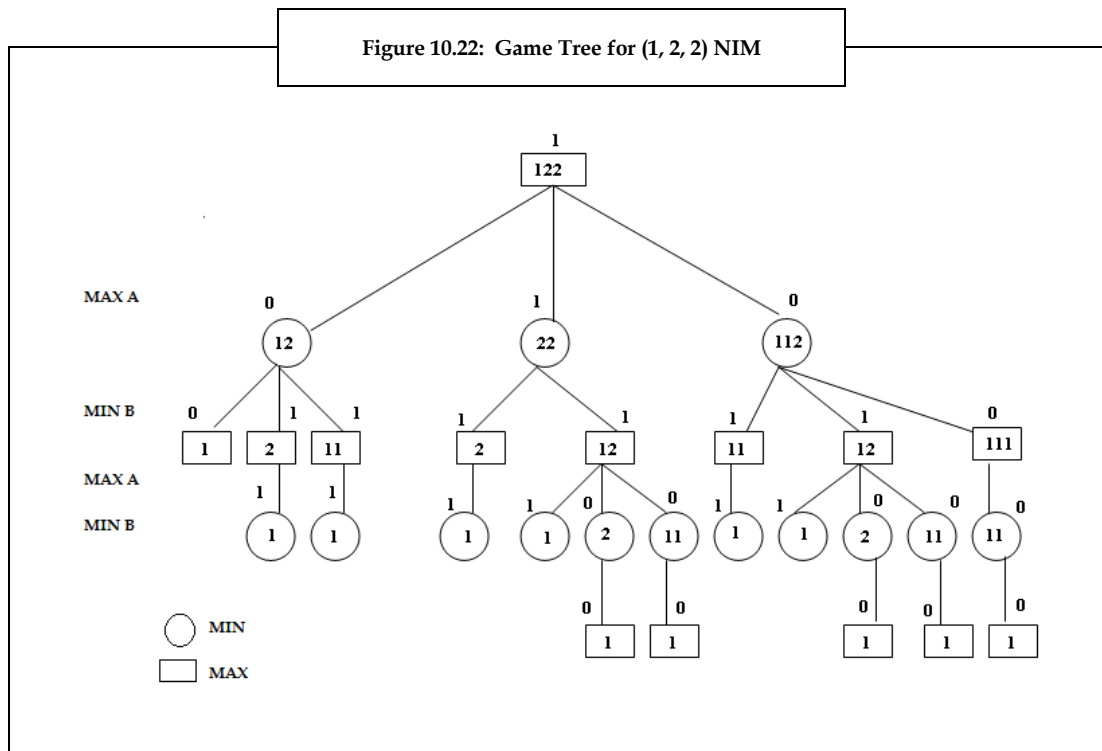 Figure 10.22: Game Tree for (1, 2, 2) NIM
1
122
MAX A 0 1 0
12 22 112
MIN B 0 1 1 1 1 1 1 0
1 2 11 2 12 11 12 111
MAX A 1 1 1 1 0 0 1 1 0 0 0
MIN B 1 1 1 1 2 11 1 1 2 11 11
0 0 0 0 0
1 1 1 1 1
MIN
MAX